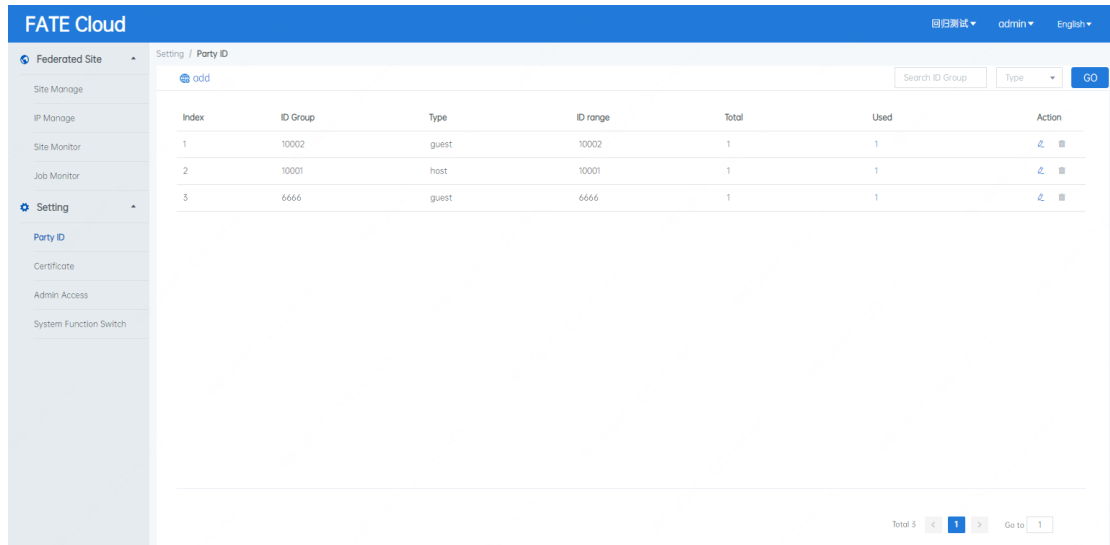 FATE Cloud 回归测试 admin English
Federated Site
Site Manage
IP Manage
Site Monitor
Job Monitor
Setting
Party ID
Certificate
Admin Access
System Function Switch
Setting / Party ID
add Search ID Group Type GO
Index ID Group Type ID range Total Used Action
1 10002 guest 10002 1 1
2 10001 host 10001 1 1
3 6666 guest 6666 1 1
Total 3 < 1 > Go to 1